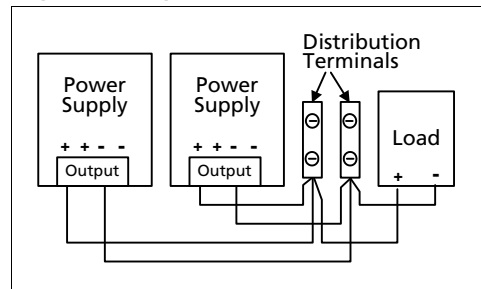 Distribution
Terminals
Power
Supply
+ + - -
Output
Power
Supply
+ + - -
Output
Load
+ -